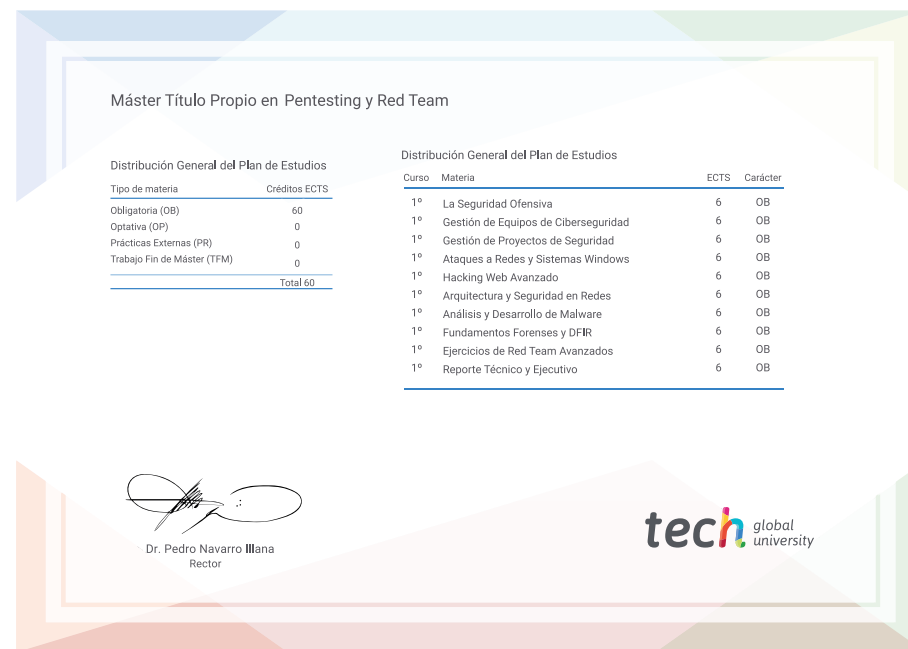 Máster Título Propio en Pentesting y Red Team
Distribución General del Plan de Estudios
Tipo de materia Créditos ECTS
Obligatoria (OB) 60
Optativa (OP) 0
Prácticas Externas (PR) 0
Trabajo Fin de Máster (TFM) 0
Total 60
Distribución General del Plan de Estudios
Curso Materia ECTS Carácter
1º La Seguridad Ofensiva 6 OB
1º Gestión de Equipos de Ciberseguridad 6 OB
1º Gestión de Proyectos de Seguridad 6 OB
1º Ataques a Redes y Sistemas Windows 6 OB
1º Hacking Web Avanzado 6 OB
1º Arquitectura y Seguridad en Redes 6 OB
1º Análisis y Desarrollo de Malware 6 OB
1º Fundamentos Forenses y DFIR 6 OB
1º Ejercicios de Red Team Avanzados 6 OB
1º Reporte Técnico y Ejecutivo 6 OB
Dr. Pedro Navarro Illana
Rector
tech global
university